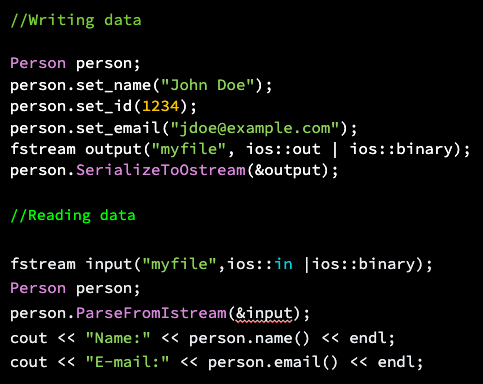 //Writing data
Person person;
person.set_name("John Doe");
person.set_id(1234);
person.set_email("jdoe@example.com");
fstream output("myfile", ios::out | ios::binary);
person.SerializeToOstream(&output);
//Reading data
fstream input("myfile",ios::in |ios::binary);
Person person;
person.ParseFromIstream(&input);
cout << "Name:" << person.name() << endl;
cout << "E-mail:" << person.email() << endl;